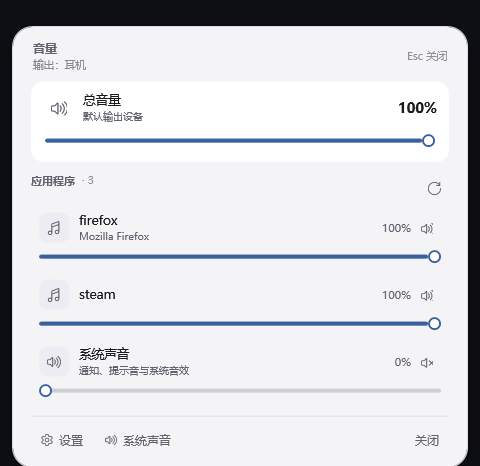 音量
输出：耳机
Esc 关闭
总音量
默认输出设备
100%
应用程序 · 3
firefox
Mozilla Firefox
100%
steam
100%
系统声音
通知、提示音与系统音效
0%
设置
系统声音
关闭